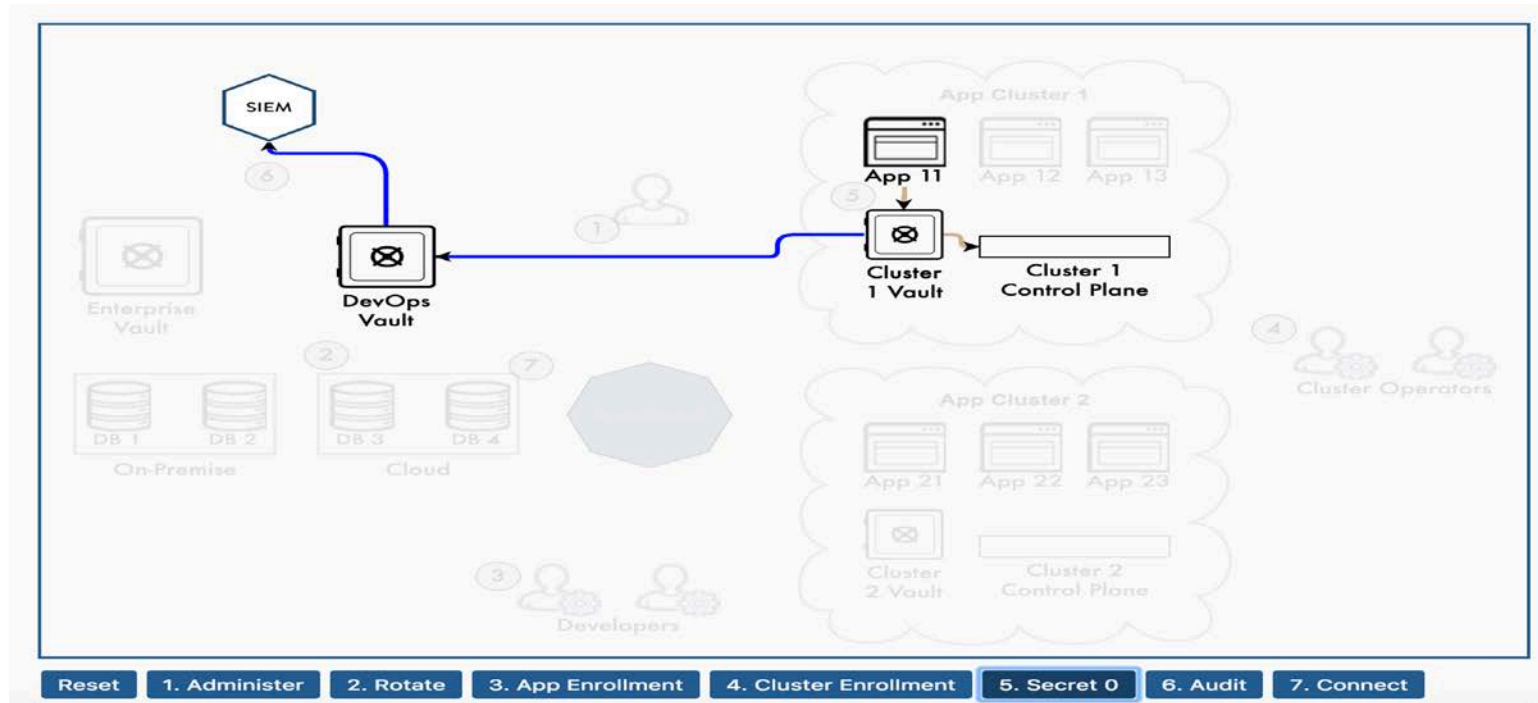 SIEM
6
App Cluster 1
App 11
App 12
App 13
5
1
Enterprise
Vault
DevOps
Vault
Cluster
1 Vault
Cluster 1
Control Plane
4
Cluster Operators
2
7
DB 1
DB 2
DB 3
DB 4
On-Premise
Cloud
App Cluster 2
App 21
App 22
App 23
Cluster
2 Vault
Cluster 2
Control Plane
3
Developers
Reset
1. Administer
2. Rotate
3. App Enrollment
4. Cluster Enrollment
5. Secret 0
6. Audit
7. Connect